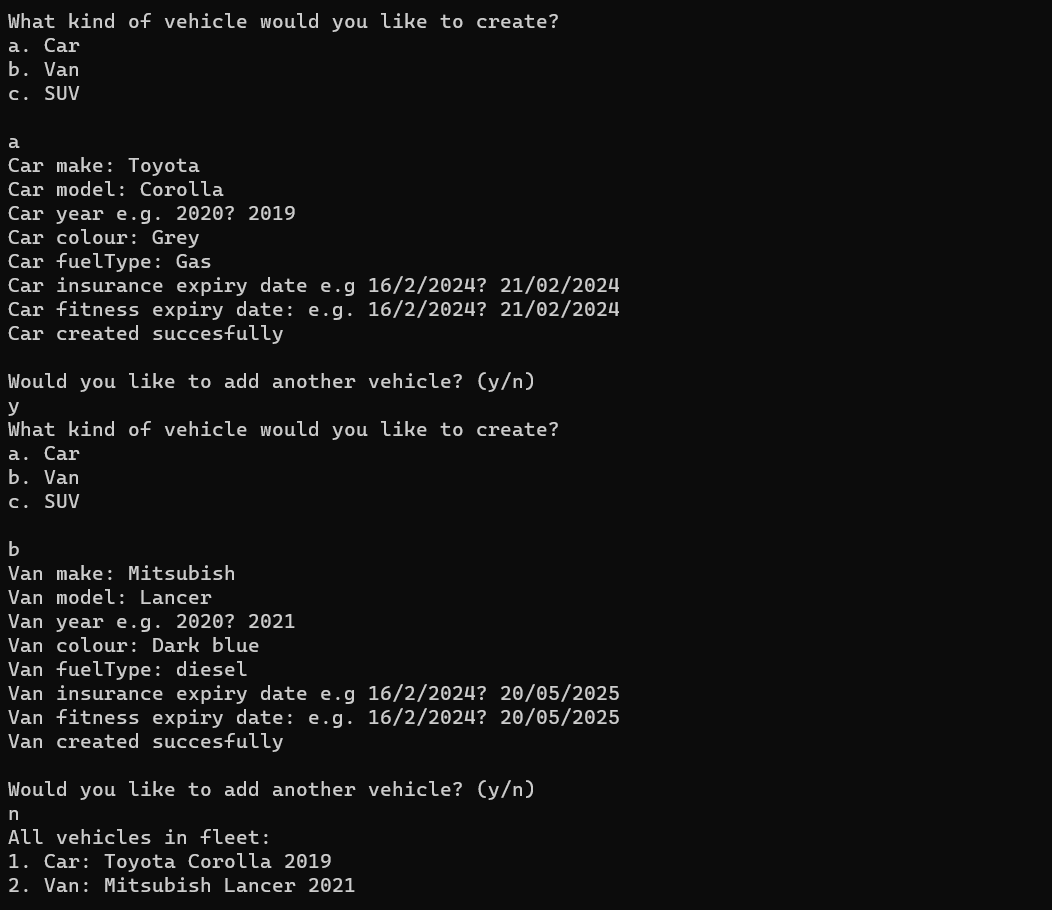 What kind of vehicle would you like to create?
a. Car
b. Van
c. SUV
a
Car make: Toyota
Car model: Corolla
Car year e.g. 2020? 2019
Car colour: Grey
Car fuelType: Gas
Car insurance expiry date e.g 16/2/2024? 21/02/2024
Car fitness expiry date: e.g. 16/2/2024? 21/02/2024
Car created succesfully
Would you like to add another vehicle? (y/n)
y
What kind of vehicle would you like to create?
a. Car
b. Van
c. SUV
b
Van make: Mitsubish
Van model: Lancer
Van year e.g. 2020? 2021
Van colour: Dark blue
Van fuelType: diesel
Van insurance expiry date e.g 16/2/2024? 20/05/2025
Van fitness expiry date: e.g. 16/2/2024? 20/05/2025
Van created succesfully
Would you like to add another vehicle? (y/n)
n
All vehicles in fleet:
1. Car: Toyota Corolla 2019
2. Van: Mitsubish Lancer 2021